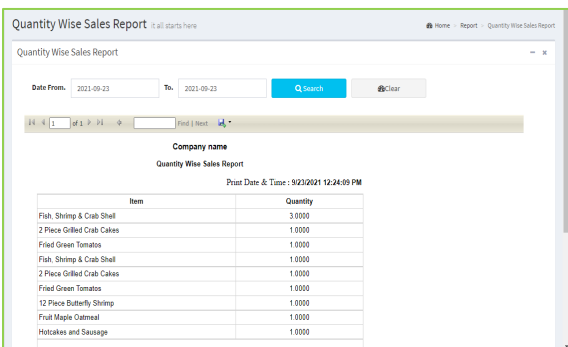 Quantity Wise Sales Report It all starts here
Home > Report > Quantity Wise Sales Report
Quantity Wise Sales Report
Date From. 2021-09-23 To. 2021-09-23 Search Clear
1 of 1 Find | Next
Company name
Quantity Wise Sales Report
Print Date & Time : 9/23/2021 12:24:09 PM
Item Quantity
Fish, Shrimp & Crab Shell 3.0000
2 Piece Grilled Crab Cakes 1.0000
Fried Green Tomatos 1.0000
Fish, Shrimp & Crab Shell 1.0000
2 Piece Grilled Crab Cakes 1.0000
Fried Green Tomatos 1.0000
12 Piece Butterfly Shrimp 1.0000
Fruit Maple Oatmeal 1.0000
Hotcakes and Sausage 1.0000